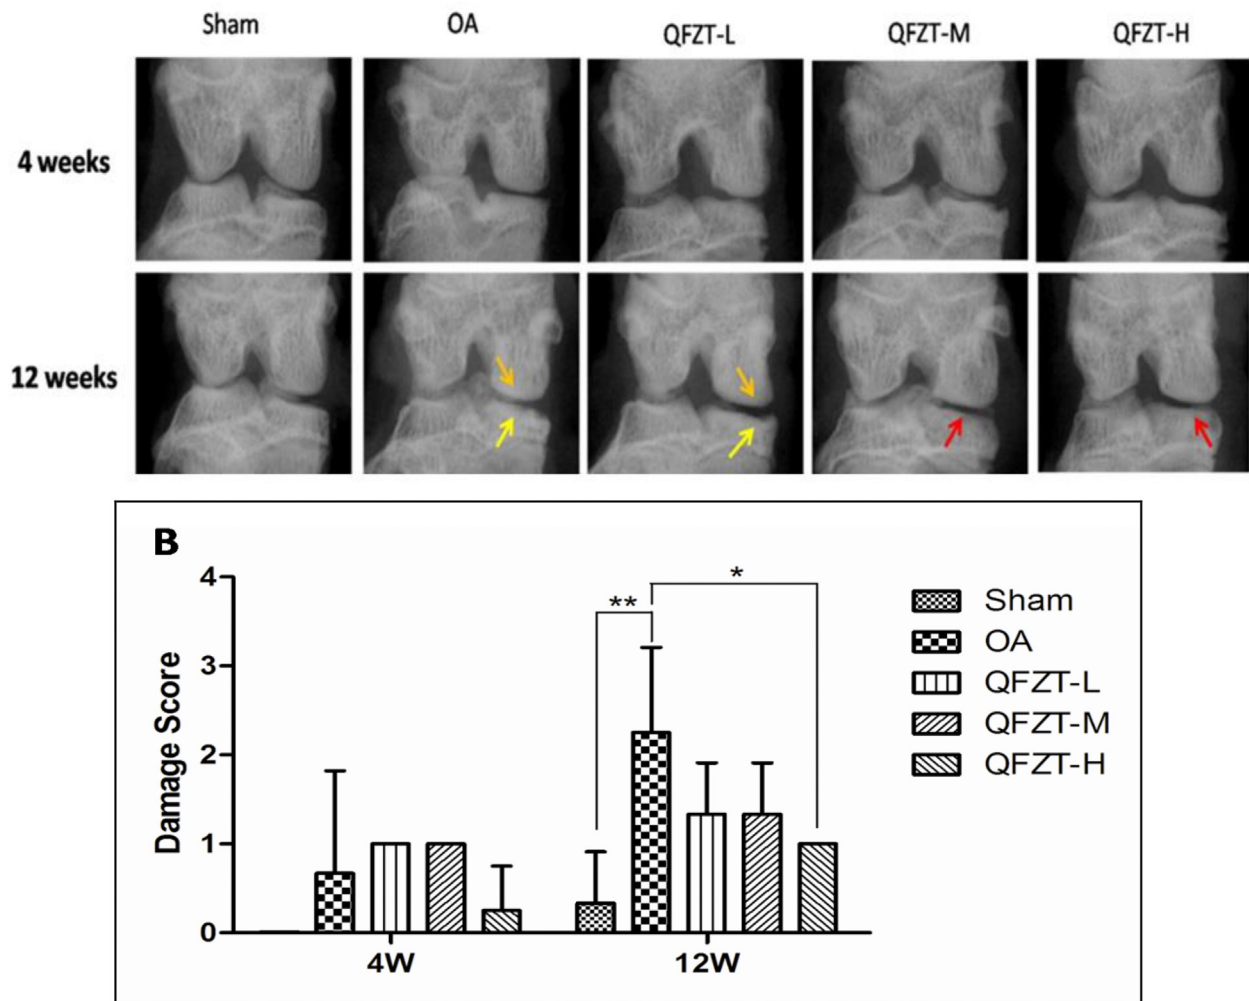 Sham OA QFZT-L QFZT-M QFZT-H
4 weeks
12 weeks
B
Damage Score
4
3
2
1
0
** *
4W 12W
Sham
OA
QFZT-L
QFZT-M
QFZT-H